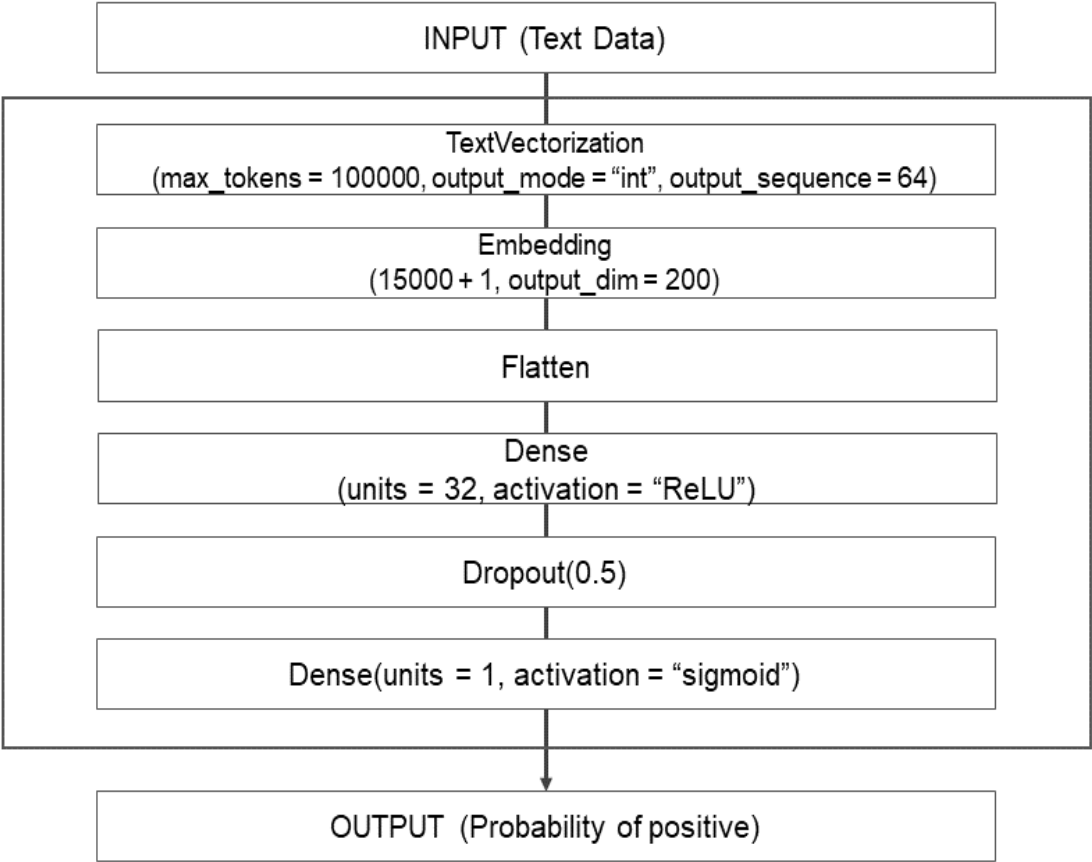 INPUT (Text Data)
TextVectorization
(max_tokens = 100000, output_mode = “int”, output_sequence = 64)
Embedding
(15000 + 1, output_dim = 200)
Flatten
Dense
(units = 32, activation = “ReLU”)
Dropout(0.5)
Dense(units = 1, activation = “sigmoid”)
OUTPUT (Probability of positive)